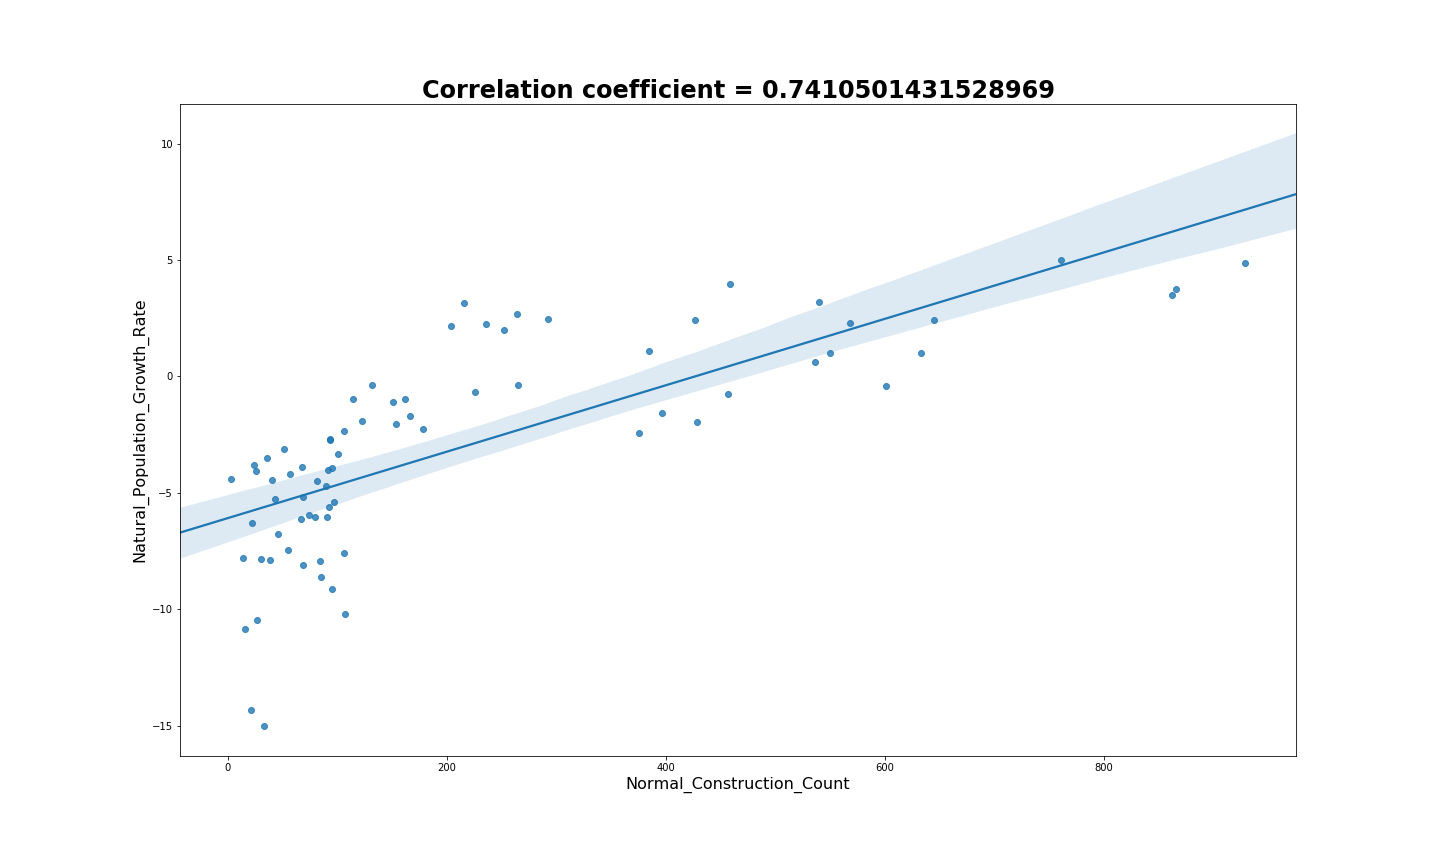 Correlation coefficient = 0.7410501431528969
10
5
0
−5
−10
−15
Natural_Population_Growth_Rate
0 200 400 600 800
Normal_Construction_Count